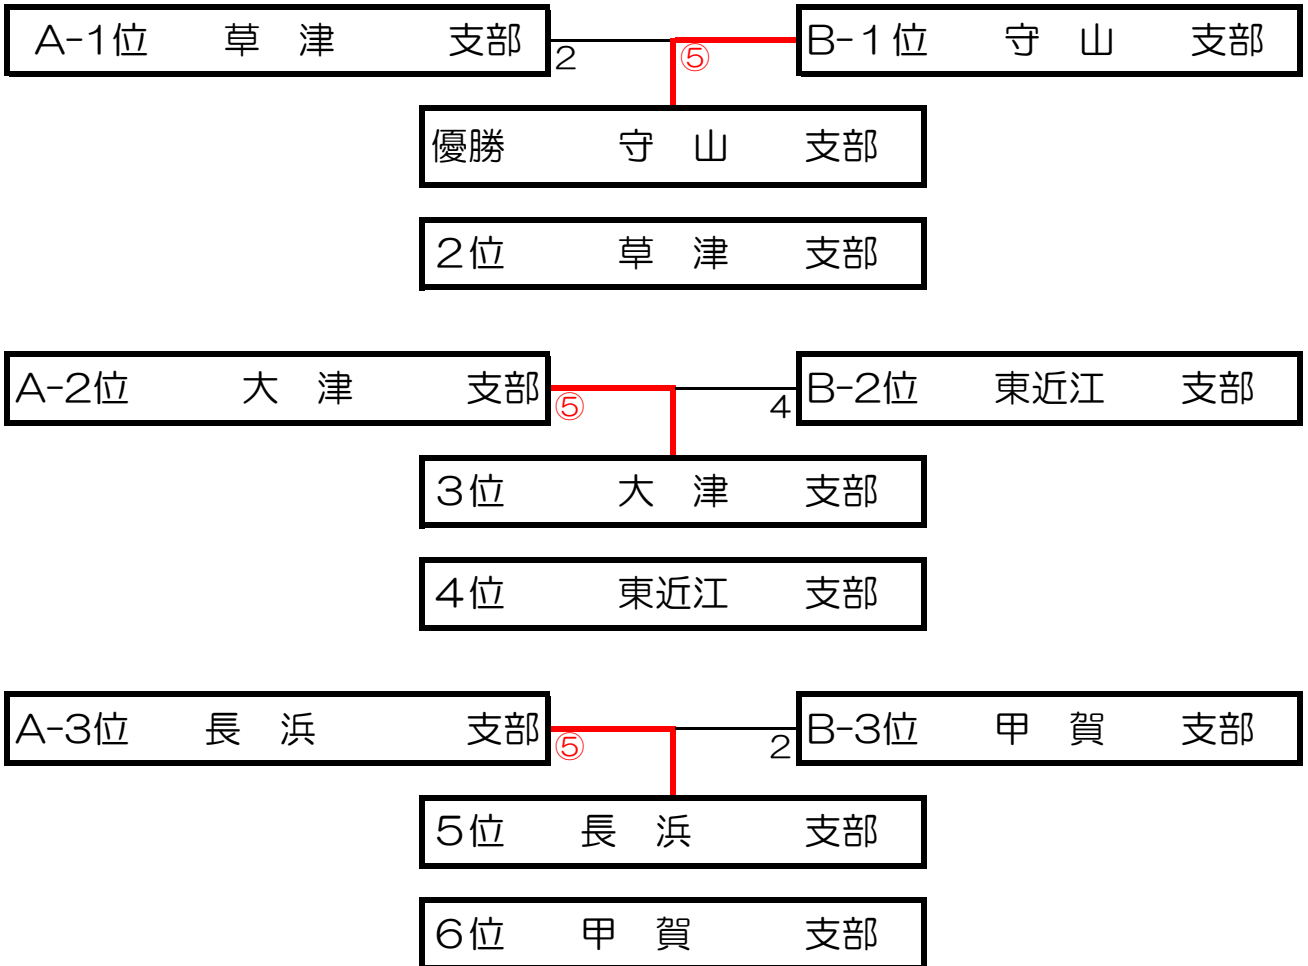 A-1位 草 津 支部 2 ⑤ B-1位 守 山 支部
優勝 守 山 支部
2位 草 津 支部
A-2位 大 津 支部 ⑤ 4 B-2位 東近江 支部
3位 大 津 支部
4位 東近江 支部
A-3位 長 浜 支部 ⑤ 2 B-3位 甲 賀 支部
5位 長 浜 支部
6位 甲 賀 支部